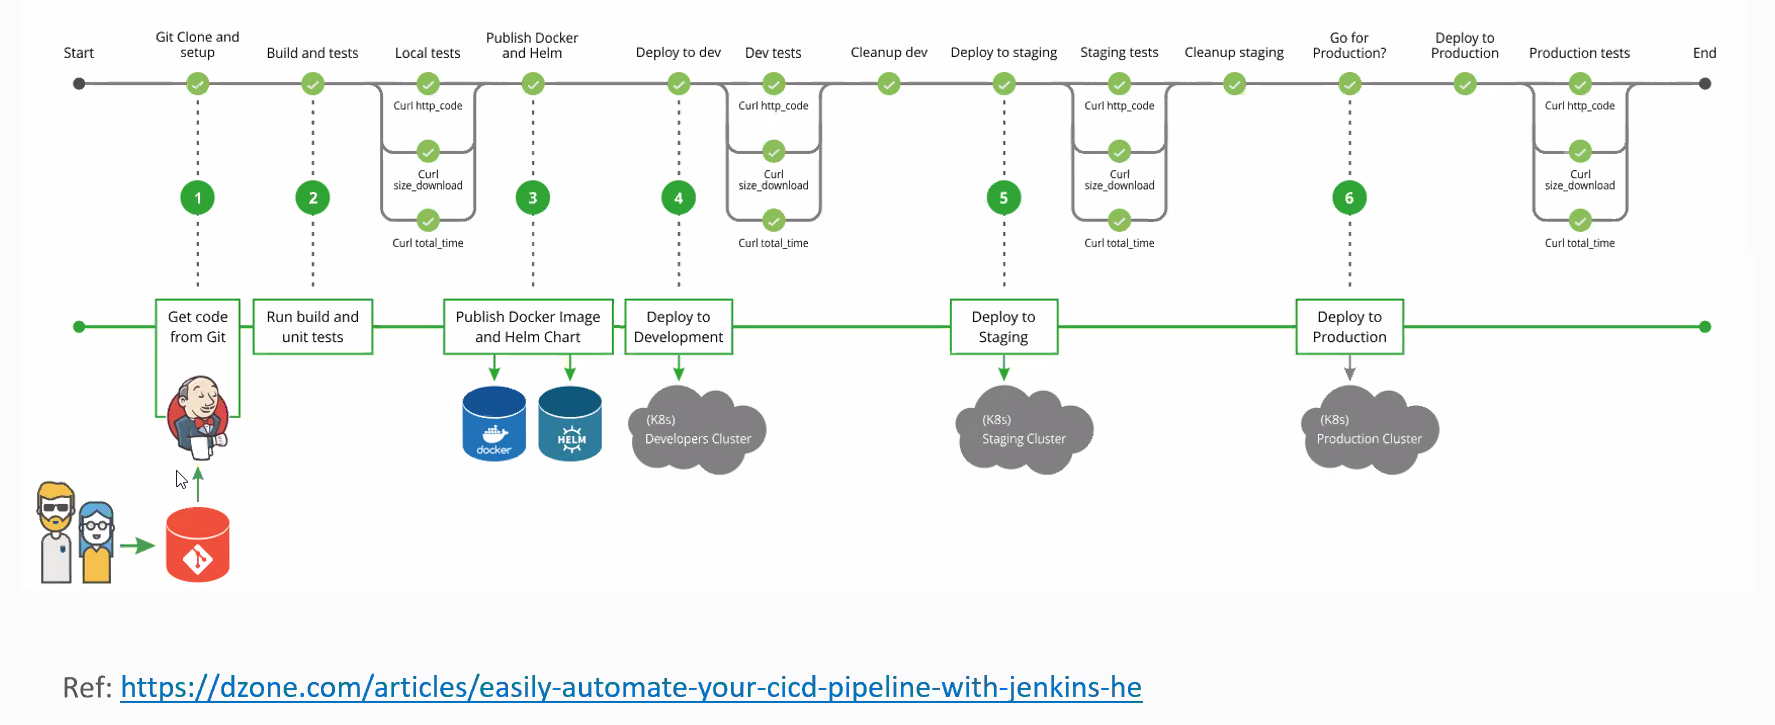 Start
Git Clone and
setup
Build and tests
Local tests
Publish Docker
and Helm
Deploy to dev
Dev tests
Cleanup dev
Deploy to staging
Staging tests
Cleanup staging
Go for
Production?
Deploy to
Production
Production tests
End
Curl http_code
Curl
size_download
Curl total_time
Curl http_code
Curl
size_download
Curl total_time
Curl http_code
Curl
size_download
Curl total_time
Curl http_code
Curl
size_download
Curl total_time
1
2
3
4
5
6
Get code
from Git
Run build and
unit tests
Publish Docker Image
and Helm Chart
Deploy to
Development
Deploy to
Staging
Deploy to
Production
docker
HELM
(K8s)
Developers Cluster
(K8s)
Staging Cluster
(K8s)
Production Cluster
Ref: https://dzone.com/articles/easily-automate-your-cicd-pipeline-with-jenkins-he